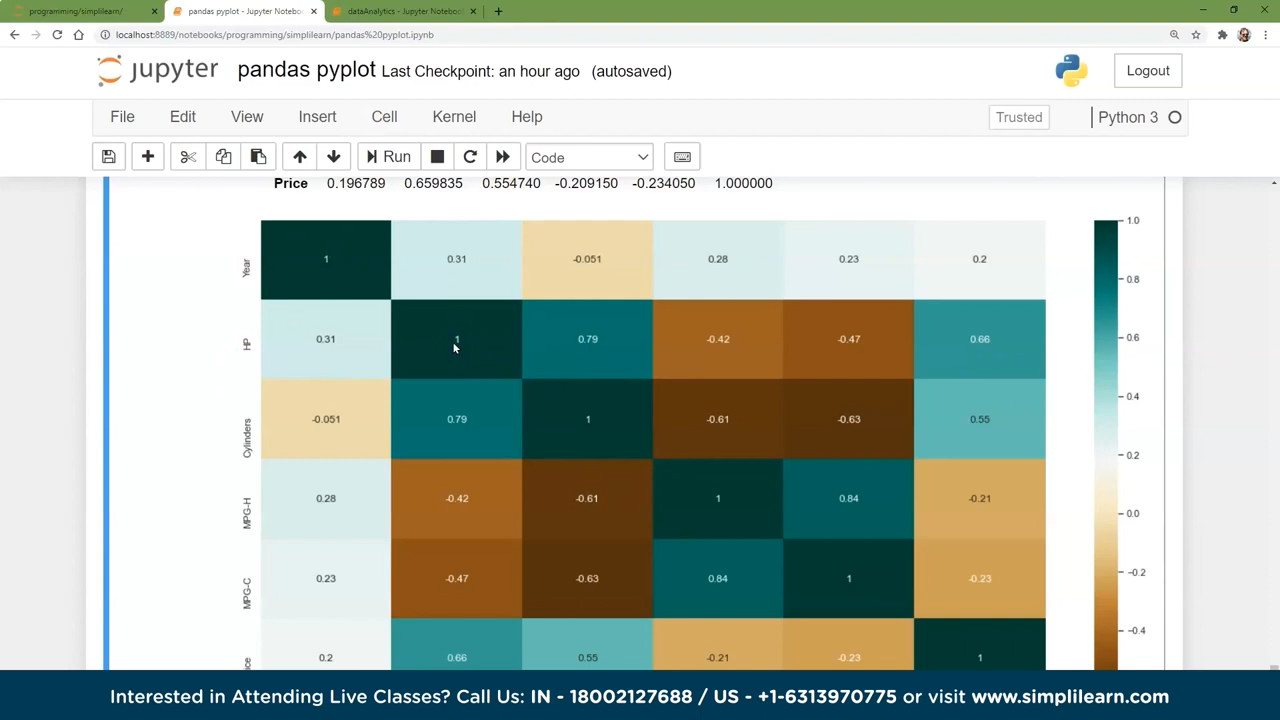 programming/simplilearn/
pandas pyplot - Jupyter Noteboo
dataAnalytics - Jupyter Notebook
localhost:8889/notebooks/programming/simplilearn/pandas%20pyplot.ipynb
jupyter pandas pyplot Last Checkpoint: an hour ago (autosaved)
Logout
File Edit View Insert Cell Kernel Help
Trusted
Python 3
Run
Code
Price 0.196789 0.659835 0.554740 -0.209150 -0.234050 1.000000
Year 1 0.31 -0.051 0.28 0.23 0.2
HP 0.31 1 0.79 -0.42 -0.47 0.66
Cylinders -0.051 0.79 1 -0.61 -0.63 0.55
MPG-H 0.28 -0.42 -0.61 1 0.84 -0.21
MPG-C 0.23 -0.47 -0.63 0.84 1 -0.23
ice 0.2 0.66 0.55 -0.21 -0.23 1
1.0
0.8
0.6
0.4
0.2
0.0
-0.2
-0.4
Interested in Attending Live Classes? Call Us: IN - 18002127688 / US - +1-6313970775 or visit www.simplilearn.com